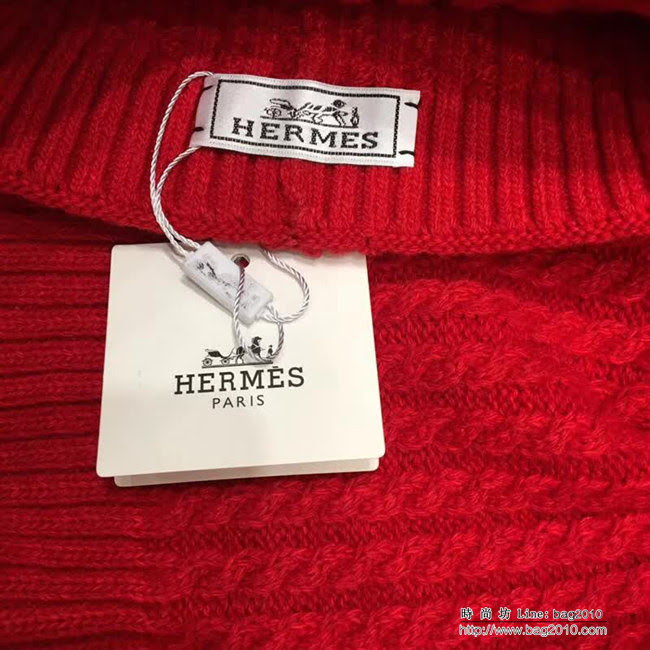 HERMES
HERMÈS
PARIS
時尚坊 Line: bag2010
http://www.bag2010.com/